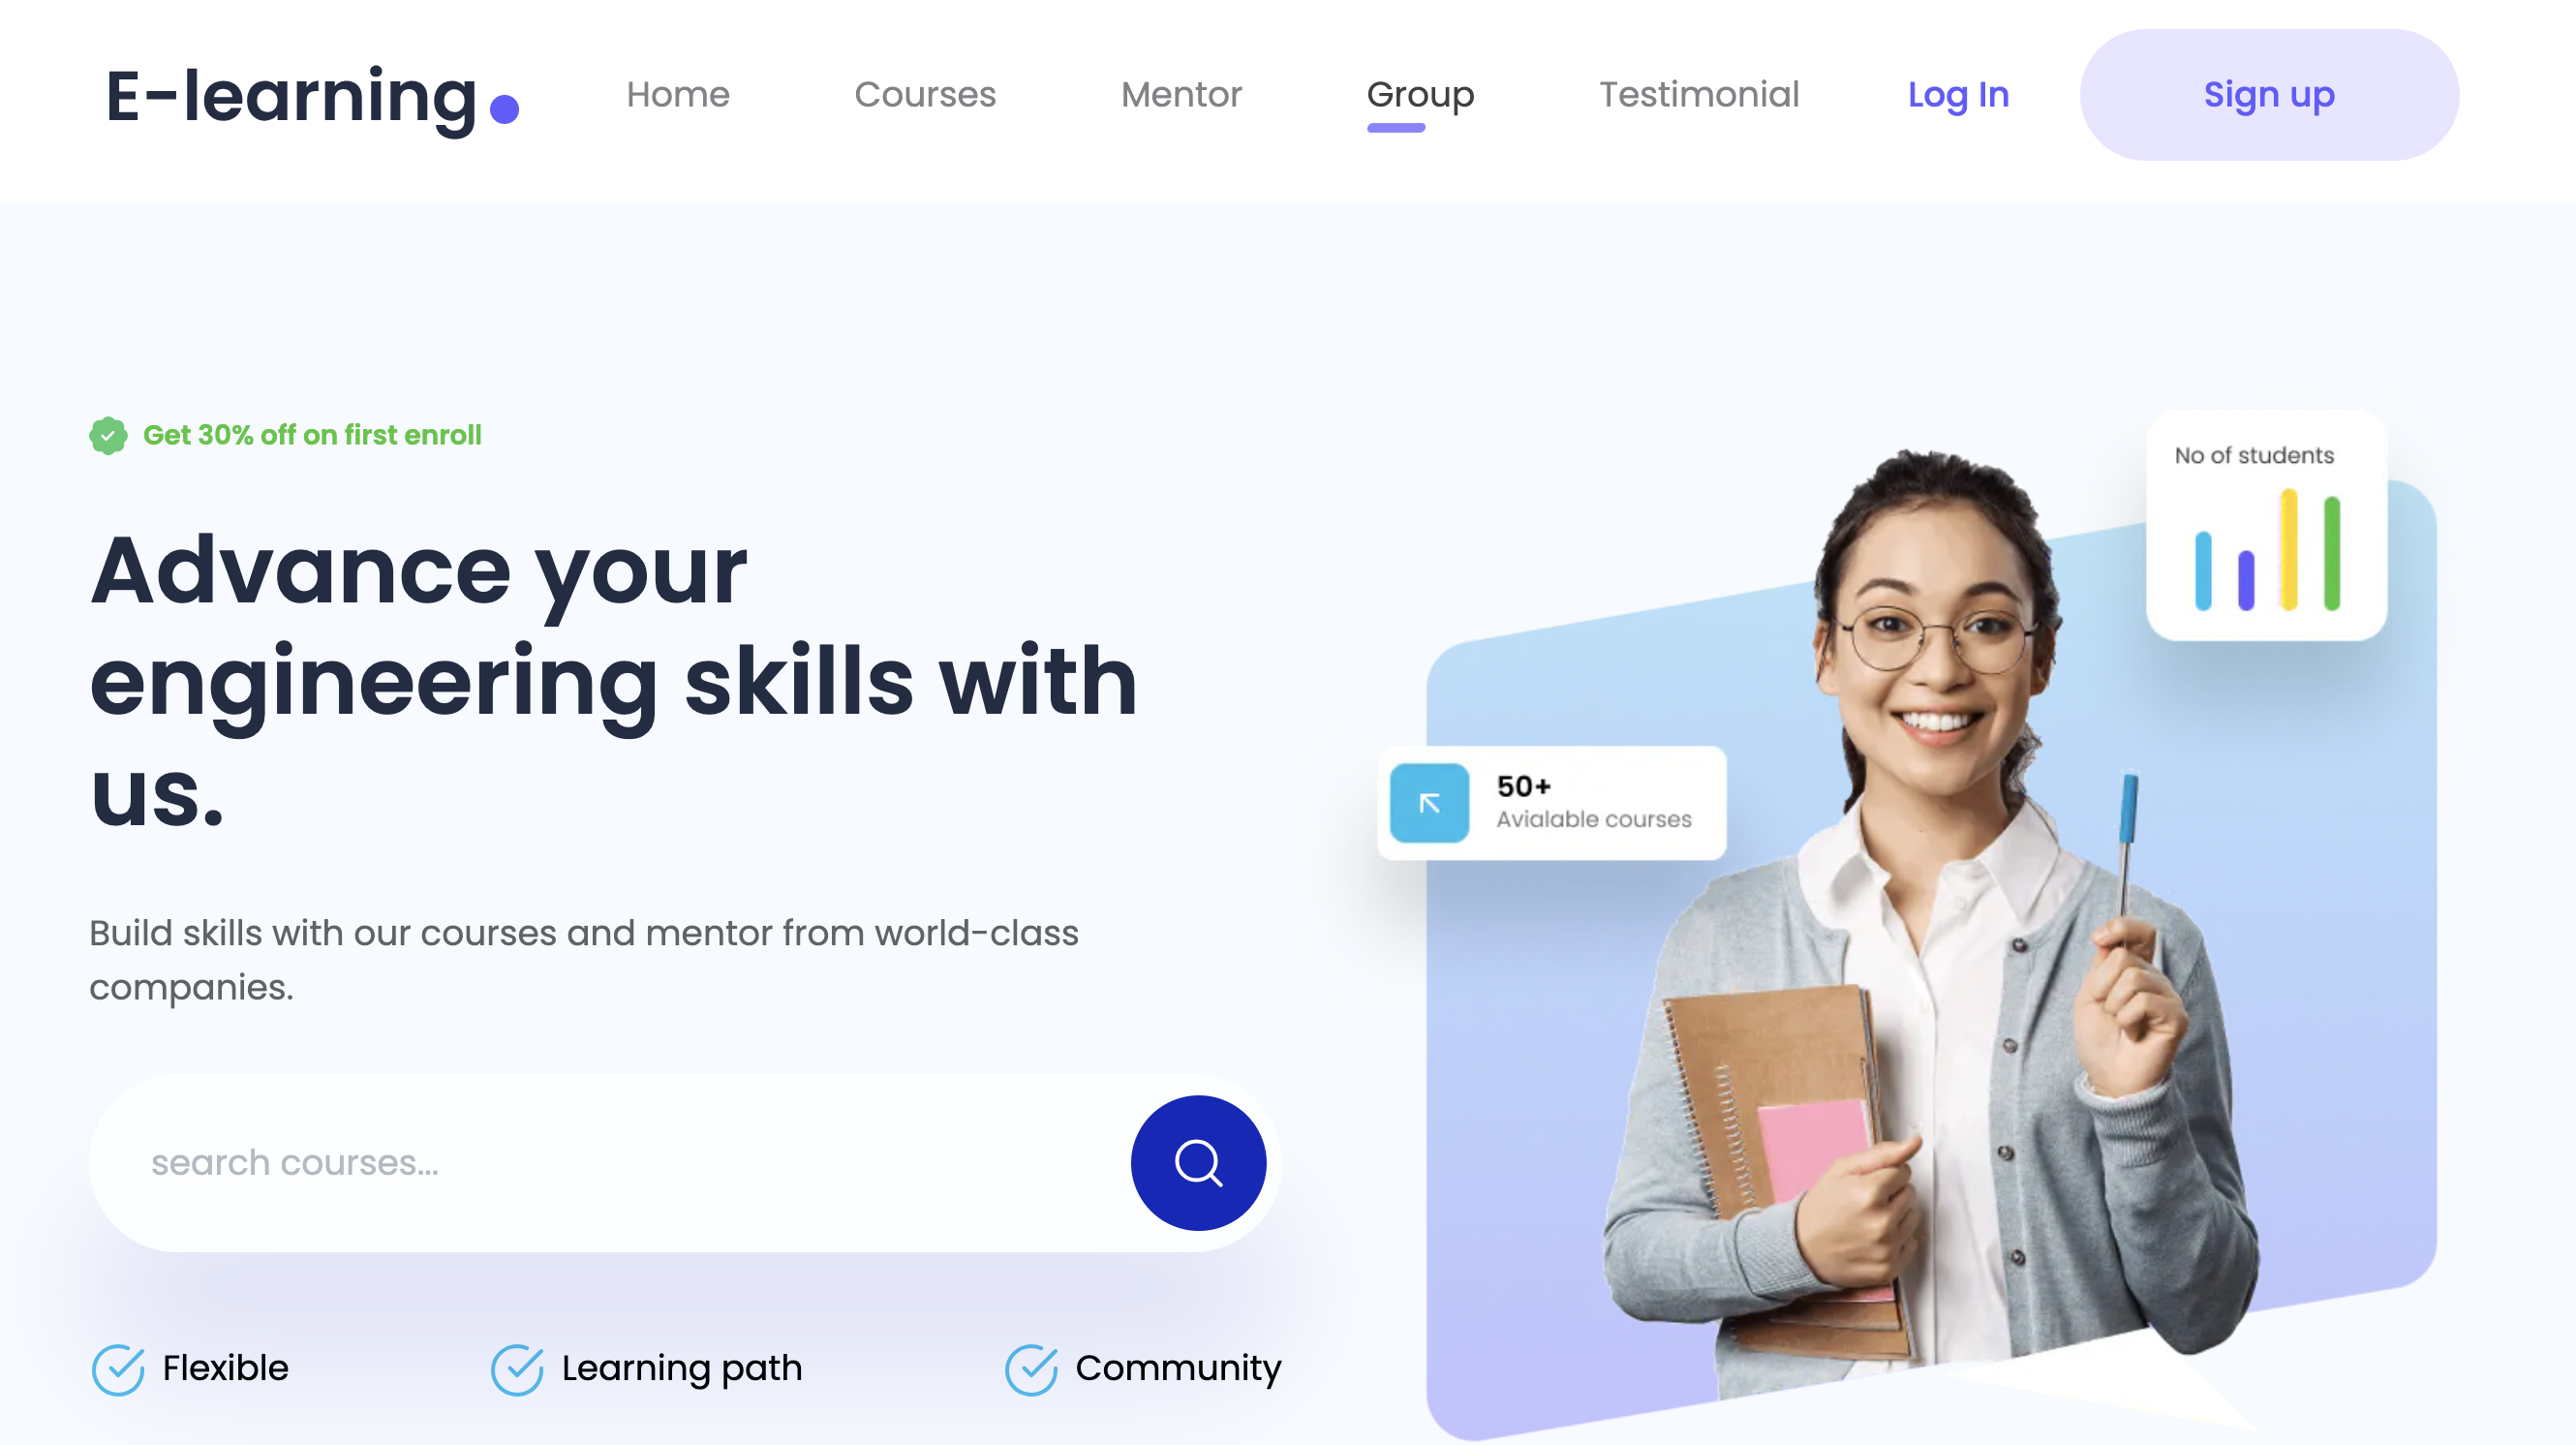 E-learning
Home
Courses
Mentor
Group
Testimonial
Log In
Sign up
Get 30% off on first enroll
Advance your
engineering skills with
us.
Build skills with our courses and mentor from world-class
companies.
search courses...
Flexible
Learning path
Community
No of students
50+
Avialable courses